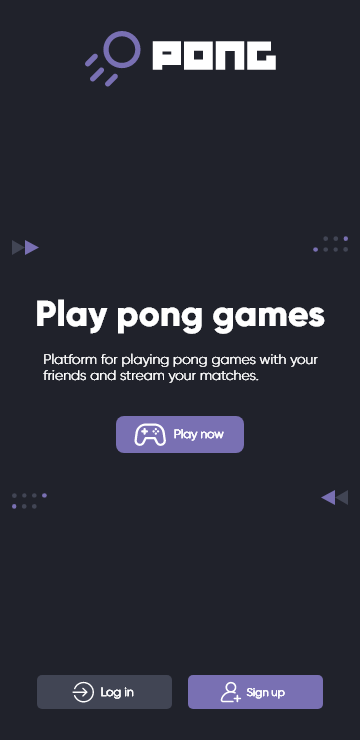 PONG
Play pong games
Platform for playing pong games with your
friends and stream your matches.
Play now
Log in
Sign up